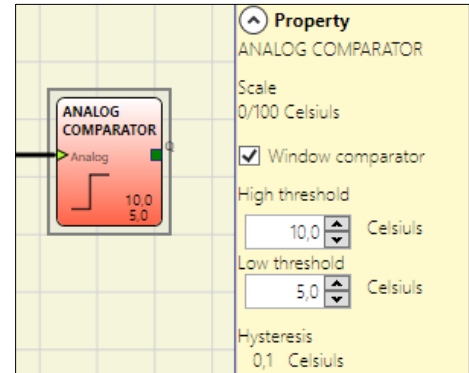 ANALOG
COMPARATOR
Analog
Q
10,0
5,0
Property
ANALOG COMPARATOR
Scale
0/100 Celsiuls
Window comparator
High threshold
10,0 Celsiuls
Low threshold
5,0 Celsiuls
Hysteresis
0,1 Celsiuls